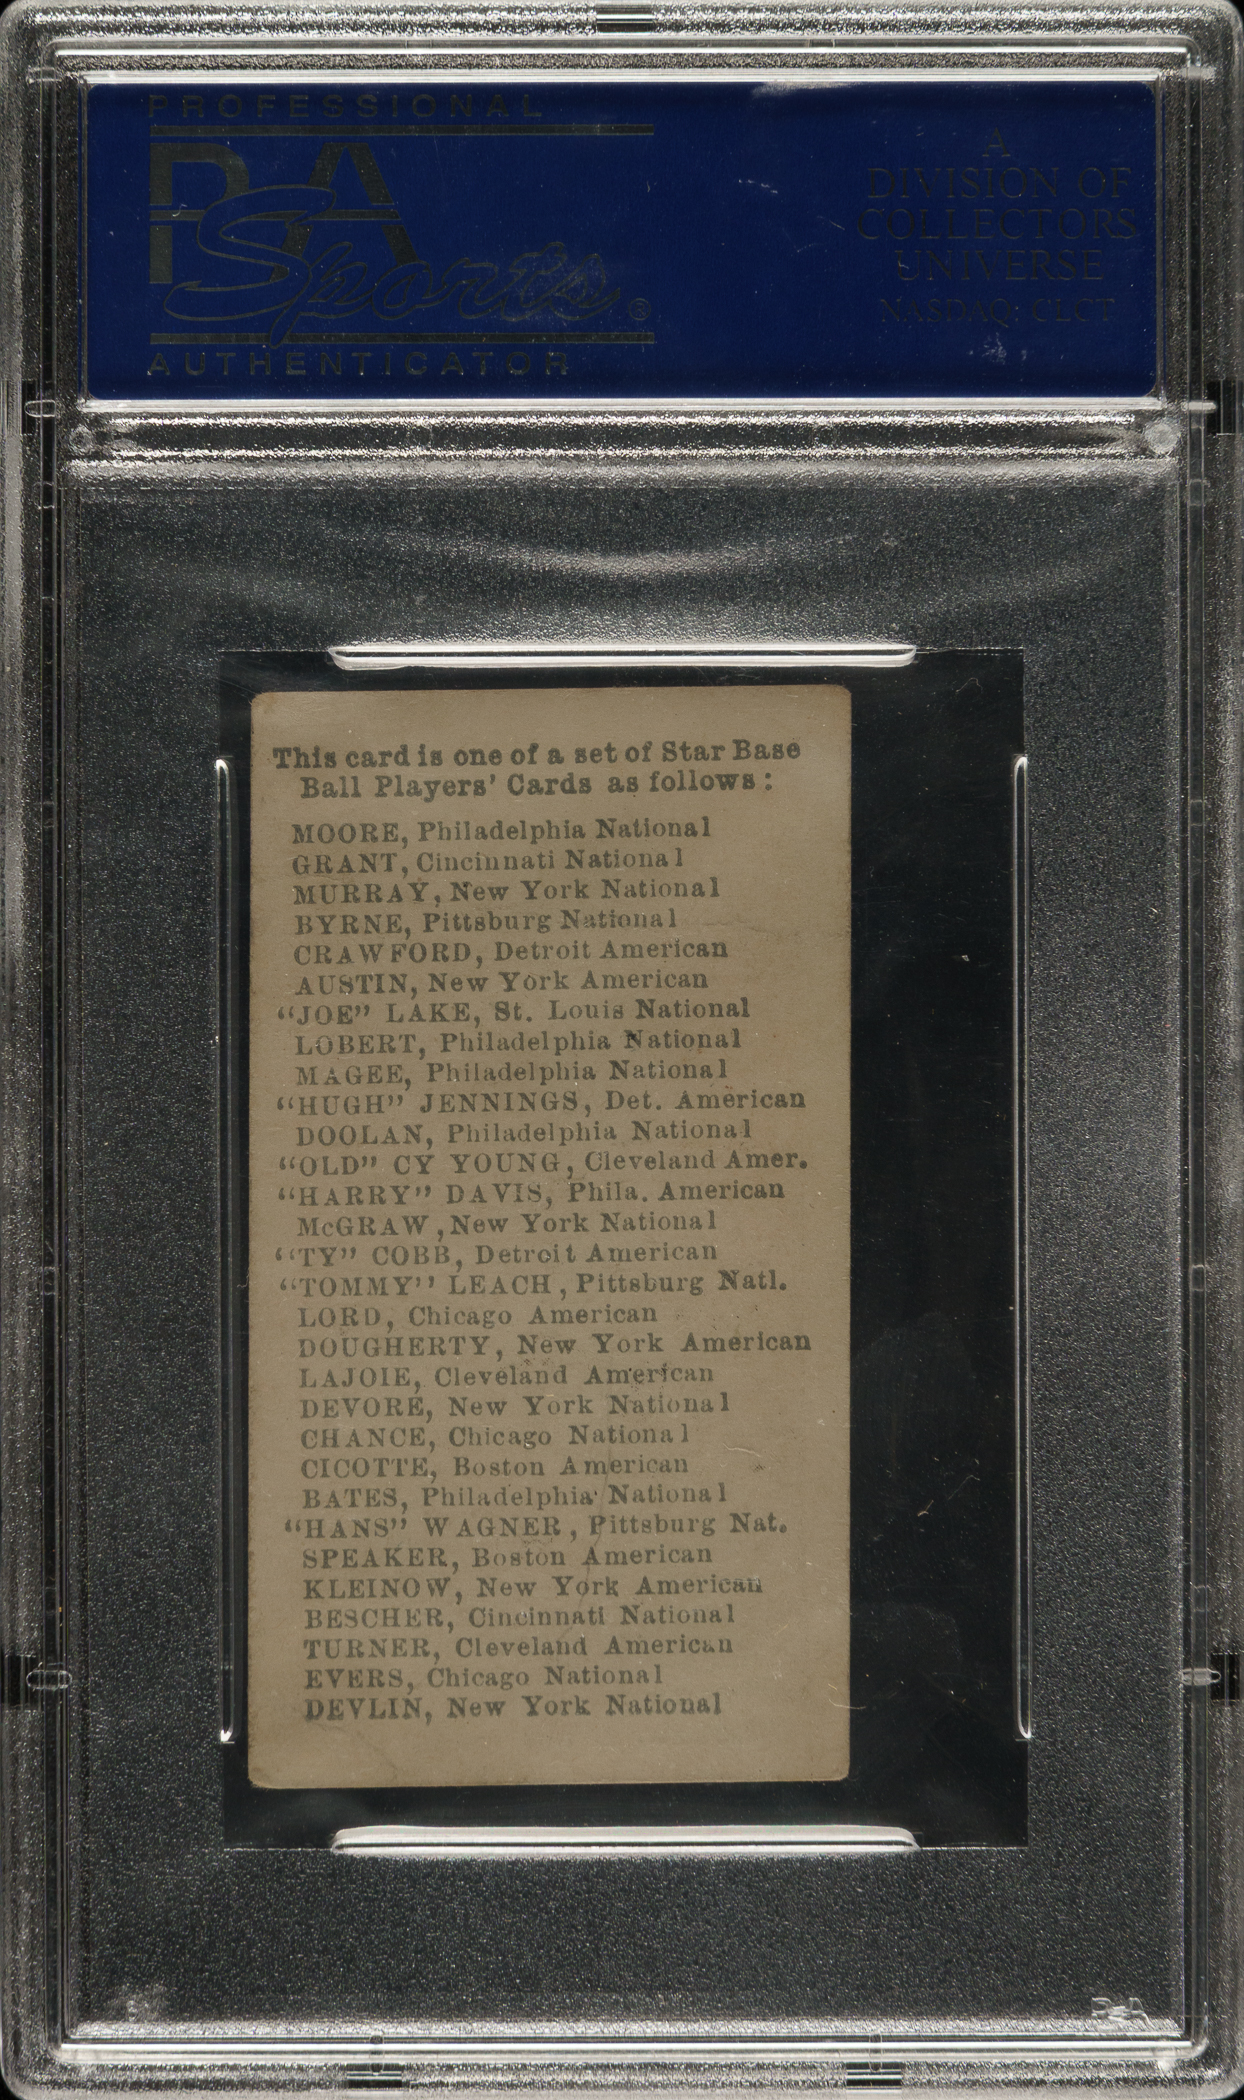 PROFESSIONAL
PSA
Sports®
AUTHENTICATOR
A
DIVISION OF
COLLECTORS
UNIVERSE
NASDAQ: CLCT
This card is one of a set of Star Base
Ball Players' Cards as follows:
MOORE, Philadelphia National
GRANT, Cincinnati National
MURRAY, New York National
BYRNE, Pittsburg National
CRAWFORD, Detroit American
AUSTIN, New York American
"JOE" LAKE, St. Louis National
LOBERT, Philadelphia National
MAGEE, Philadelphia National
"HUGH" JENNINGS, Det. American
DOOLAN, Philadelphia National
"OLD" CY YOUNG, Cleveland Amer.
"HARRY" DAVIS, Phila. American
McGRAW, New York National
"TY" COBB, Detroit American
"TOMMY" LEACH, Pittsburg Natl.
LORD, Chicago American
DOUGHERTY, New York American
LAJOIE, Cleveland American
DEVORE, New York National
CHANCE, Chicago National
CICOTTE, Boston American
BATES, Philadelphia National
"HANS" WAGNER, Pittsburg Nat.
SPEAKER, Boston American
KLEINOW, New York American
BESCHER, Cincinnati National
TURNER, Cleveland American
EVERS, Chicago National
DEVLIN, New York National
PSA